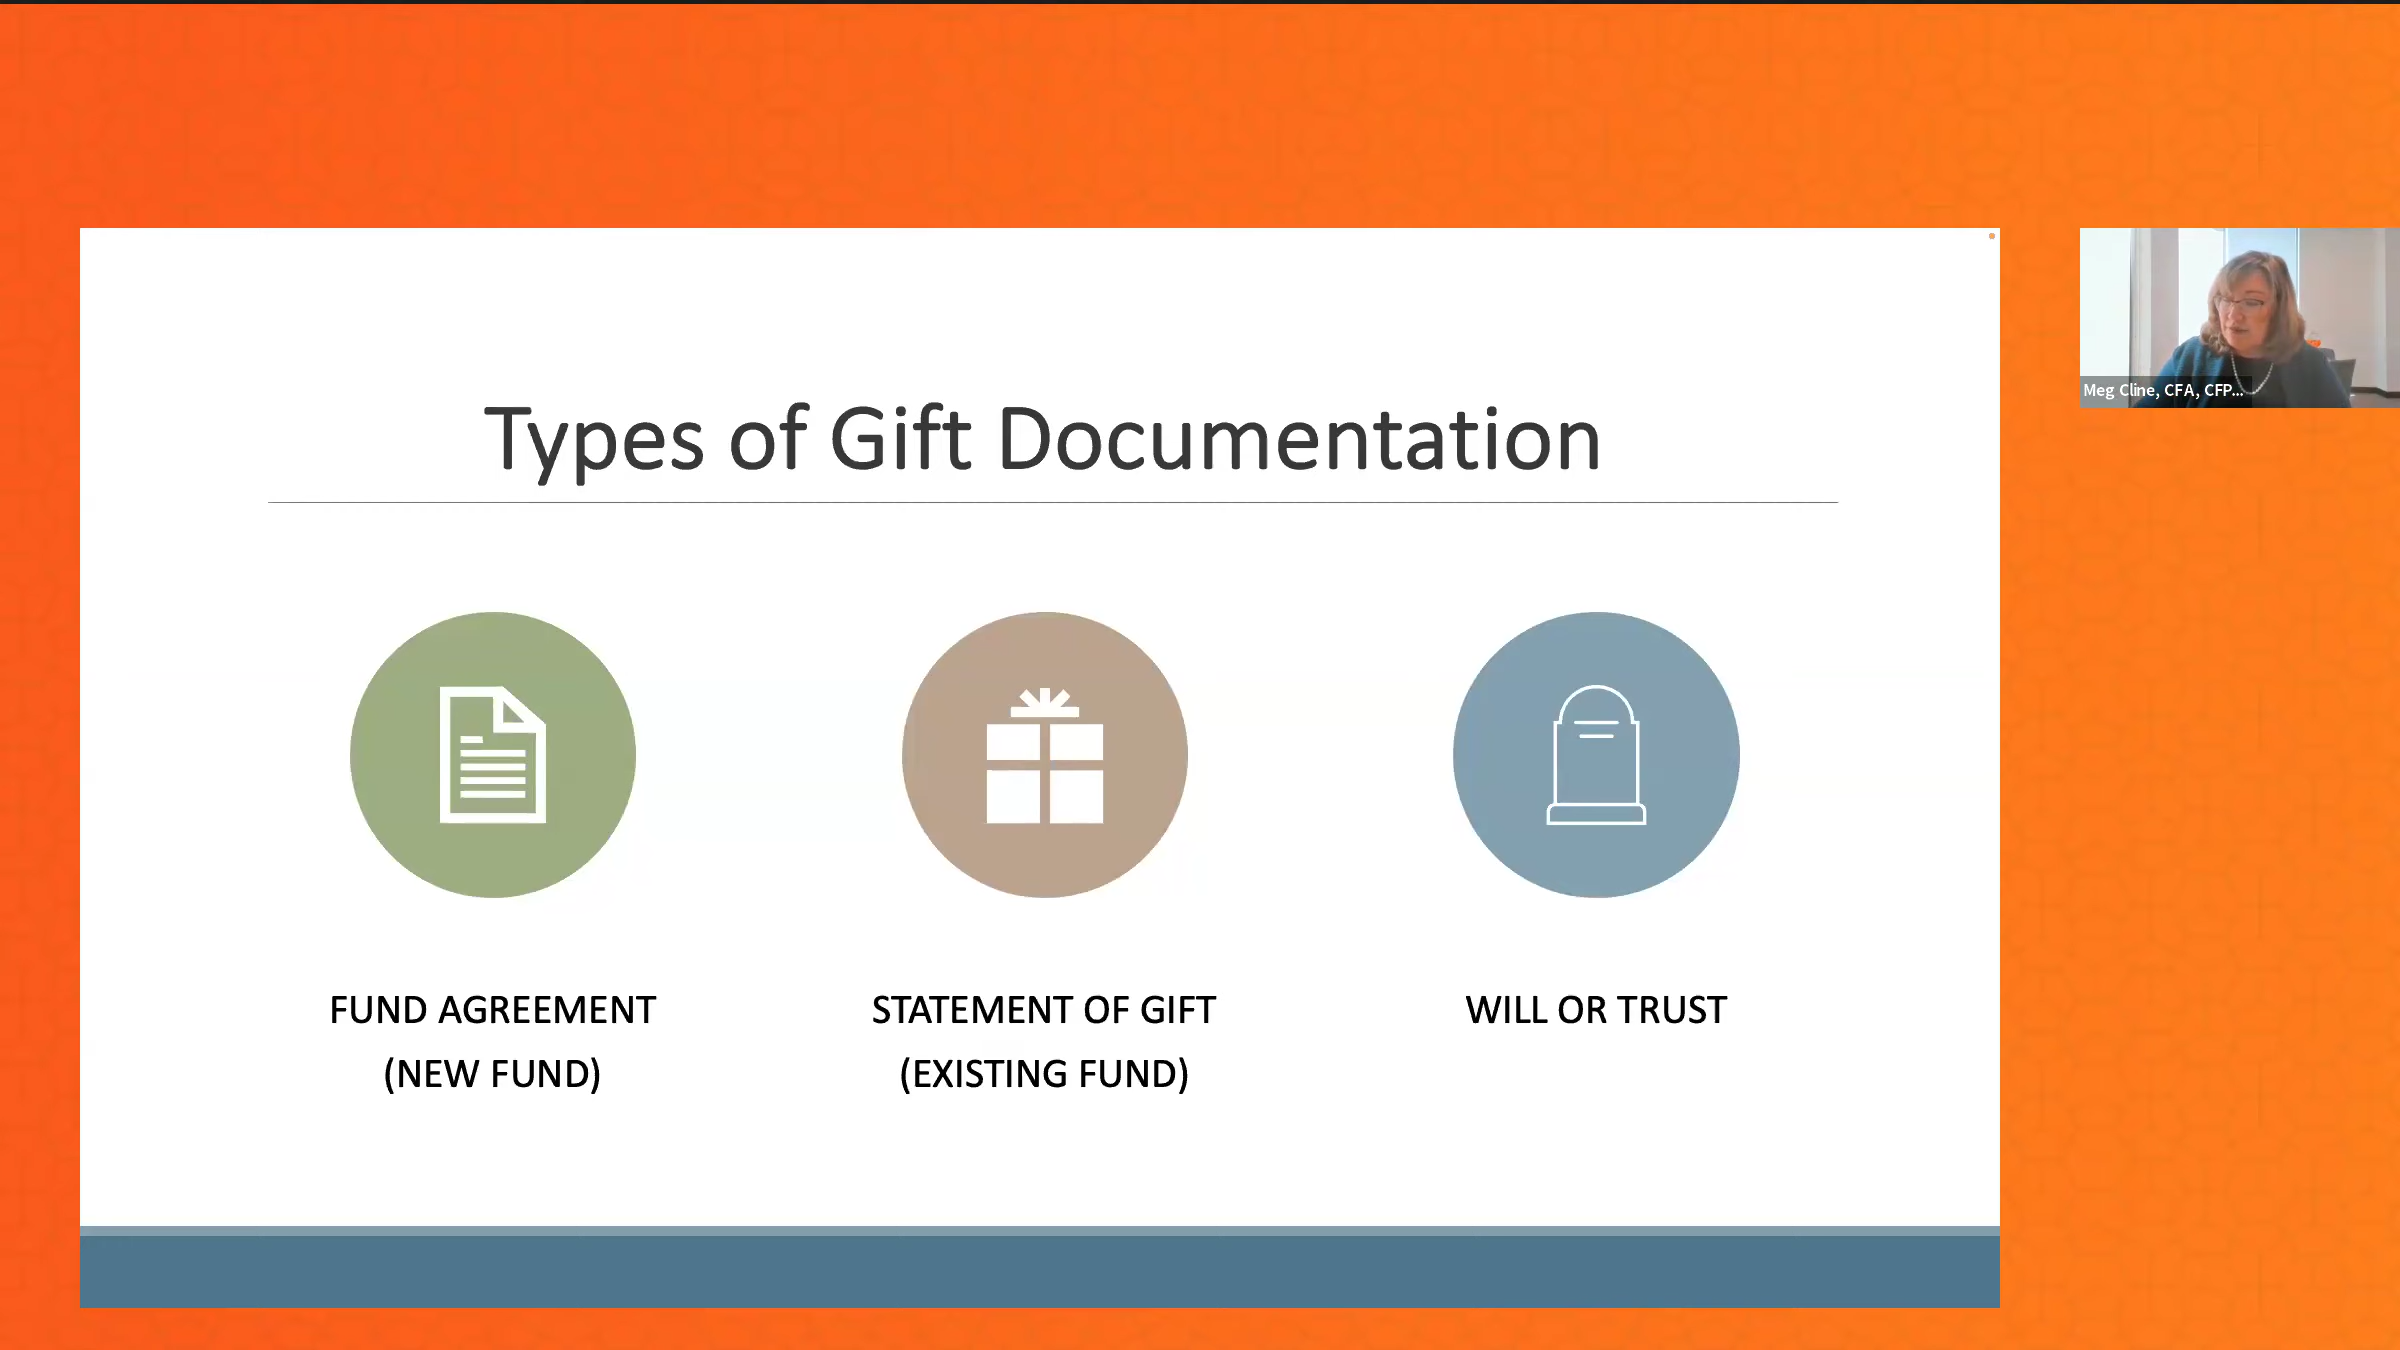 Types of Gift Documentation
FUND AGREEMENT
(NEW FUND)
STATEMENT OF GIFT
(EXISTING FUND)
WILL OR TRUST
Meg Cline, CFA, CFP...